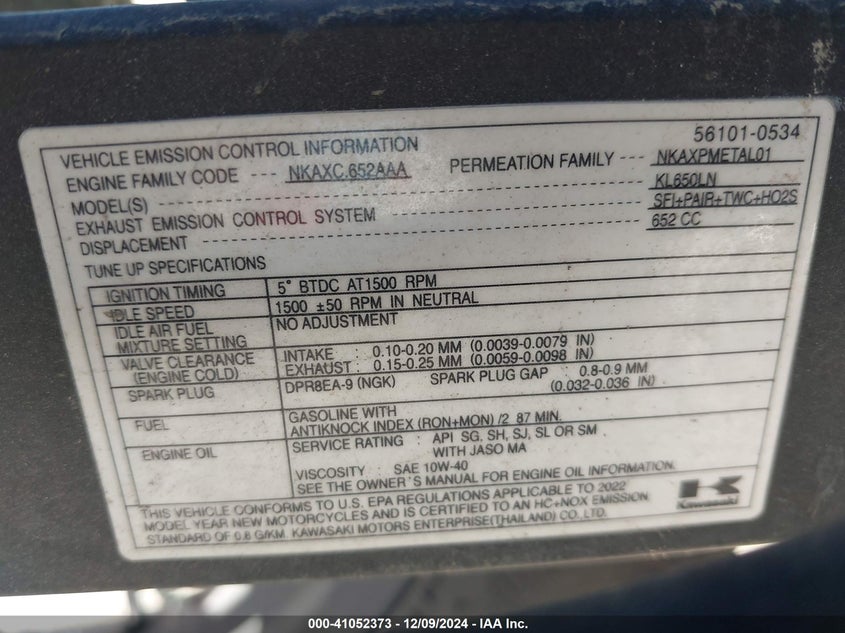 56101-0534
VEHICLE EMISSION CONTROL INFORMATION
ENGINE FAMILY CODE --- NKAXC.652AAA PERMEATION FAMILY --- NKAXPMETAL01
MODEL(S) KL650LN
EXHAUST EMISSION CONTROL SYSTEM SFI+PAIR+TWC+HO2S
DISPLACEMENT 652 CC
TUNE UP SPECIFICATIONS
IGNITION TIMING 5° BTDC AT1500 RPM
IDLE SPEED 1500 ±50 RPM IN NEUTRAL
IDLE AIR FUEL NO ADJUSTMENT
MIXTURE SETTING
VALVE CLEARANCE INTAKE : 0.10-0.20 MM (0.0039-0.0079 IN)
(ENGINE COLD) EXHAUST : 0.15-0.25 MM (0.0059-0.0098 IN)
SPARK PLUG DPR8EA-9 (NGK) SPARK PLUG GAP : 0.8-0.9 MM
(0.032-0.036 IN)
FUEL GASOLINE WITH
ANTIKNOCK INDEX (RON+MON) /2 87 MIN.
ENGINE OIL SERVICE RATING : API SG, SH, SJ, SL OR SM
WITH JASO MA
VISCOSITY : SAE 10W-40
SEE THE OWNER'S MANUAL FOR ENGINE OIL INFORMATION.
THIS VEHICLE CONFORMS TO U.S. EPA REGULATIONS APPLICABLE TO 2022
MODEL YEAR NEW MOTORCYCLES AND IS CERTIFIED TO AN HC+NOX EMISSION
STANDARD OF 0.8 G/KM. KAWASAKI MOTORS ENTERPRISE(THAILAND) CO., LTD.
Kawasaki
000-41052373 - 12/09/2024 - IAA Inc.